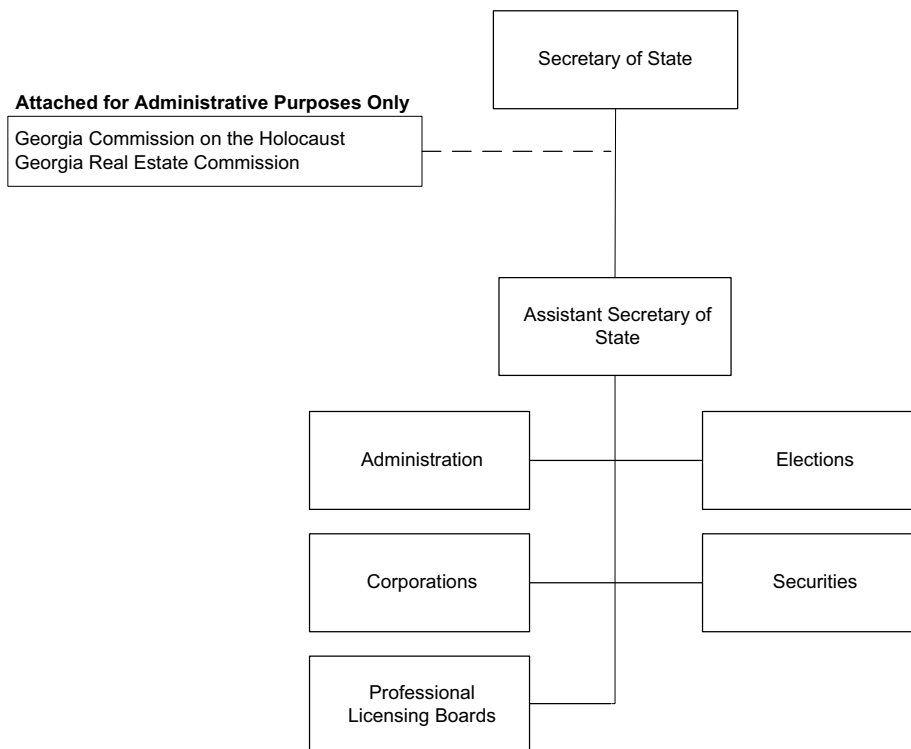 Secretary of State
Attached for Administrative Purposes Only
Georgia Commission on the Holocaust
Georgia Real Estate Commission
Assistant Secretary of
State
Administration
Elections
Corporations
Securities
Professional
Licensing Boards